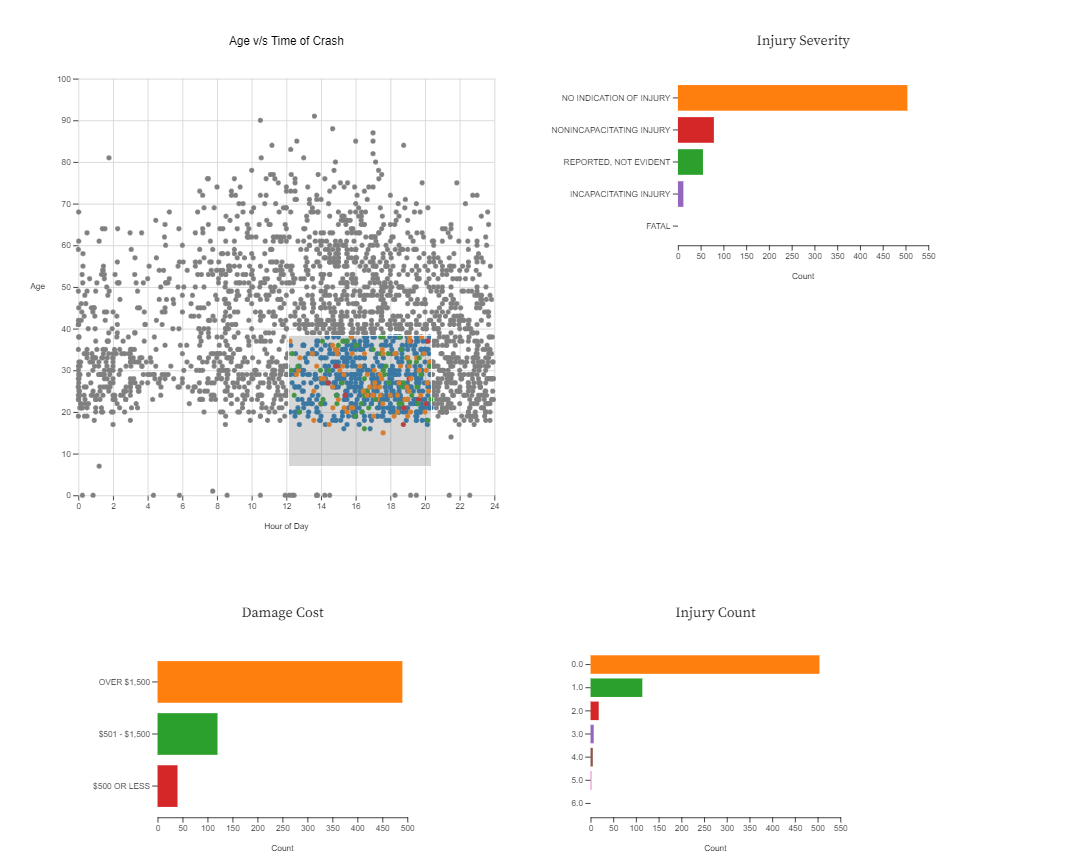 Age v/s Time of Crash
100
90
80
70
60
50
40
30
20
10
0
Age
0 2 4 6 8 10 12 14 16 18 20 22 24
Hour of Day
Injury Severity
NO INDICATION OF INJURY
NONINCAPACITATING INJURY
REPORTED, NOT EVIDENT
INCAPACITATING INJURY
FATAL
0 50 100 150 200 250 300 350 400 450 500 550
Count
Damage Cost
OVER $1,500
$501 - $1,500
$500 OR LESS
0 50 100 150 200 250 300 350 400 450 500
Count
Injury Count
0.0
1.0
2.0
3.0
4.0
5.0
6.0
0 50 100 150 200 250 300 350 400 450 500 550
Count